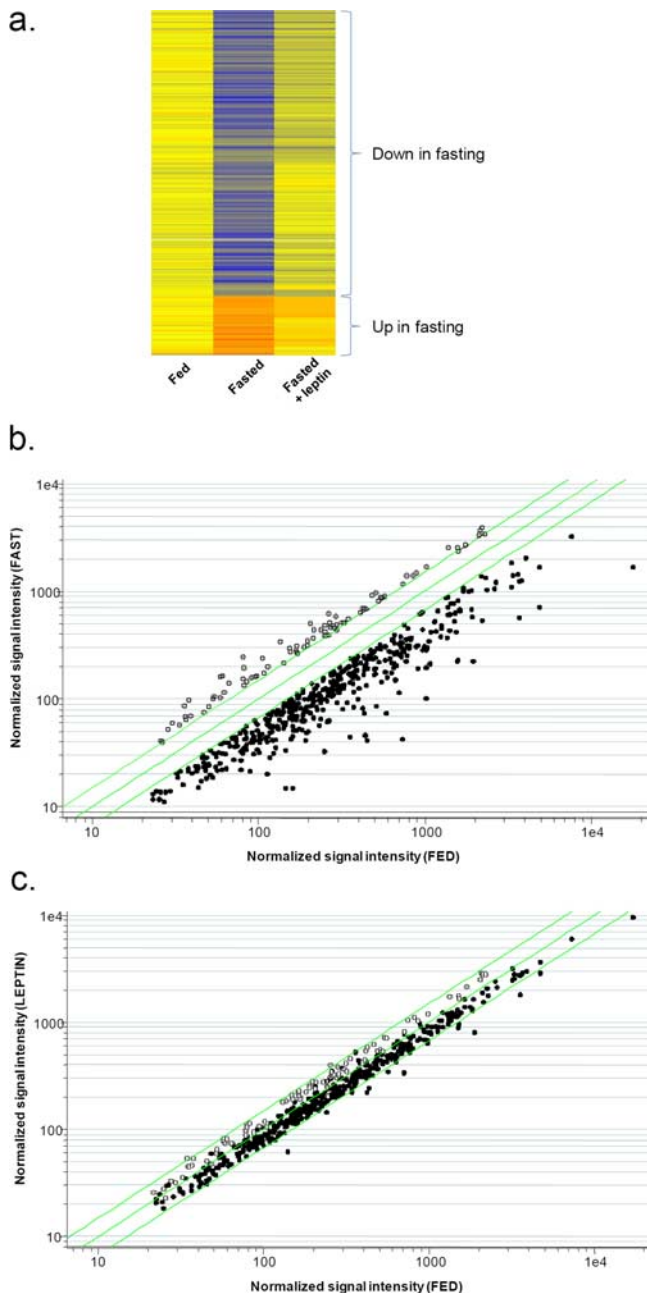 a.
Down in fasting
Up in fasting
Fed
Fasted
Fasted
+ leptin
b.
Normalized signal intensity (FAST)
1e4
1000
100
10
10
100
1000
1e4
Normalized signal intensity (FED)
c.
Normalized signal intensity (LEPTIN)
1e4
1000
100
10
10
100
1000
1e4
Normalized signal intensity (FED)